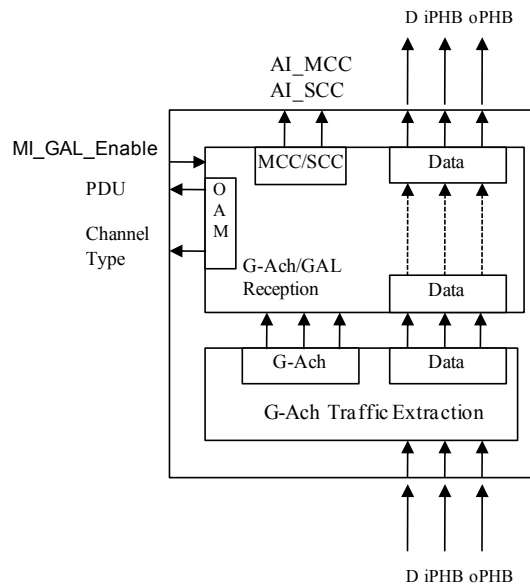 D iPHB oPHB
AI_MCC
AI_SCC
MI_GAL_Enable
MCC/SCC
Data
PDU
O
A
M
Channel
Type
G-Ach/GAL
Reception
Data
G-Ach
Data
G-Ach Traffic Extraction
D iPHB oPHB